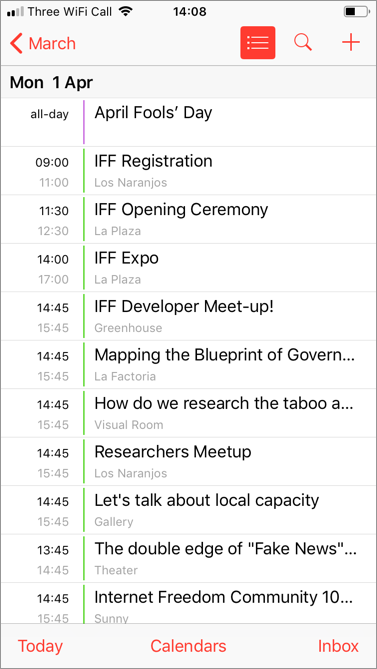 Three WiFi Call 14:08
March
Mon 1 Apr
all-day April Fools’ Day
09:00 IFF Registration
11:00 Los Naranjos
11:30 IFF Opening Ceremony
12:30 La Plaza
14:00 IFF Expo
17:00 La Plaza
14:45 IFF Developer Meet-up!
15:45 Greenhouse
14:45 Mapping the Blueprint of Govern...
15:45 La Factoria
14:45 How do we research the taboo a...
15:45 Visual Room
14:45 Researchers Meetup
15:45 Los Naranjos
14:45 Let's talk about local capacity
15:45 Gallery
13:45 The double edge of "Fake News"...
14:45 Theater
14:45 Internet Freedom Community 10...
15:45 Sunny
Today Calendars Inbox